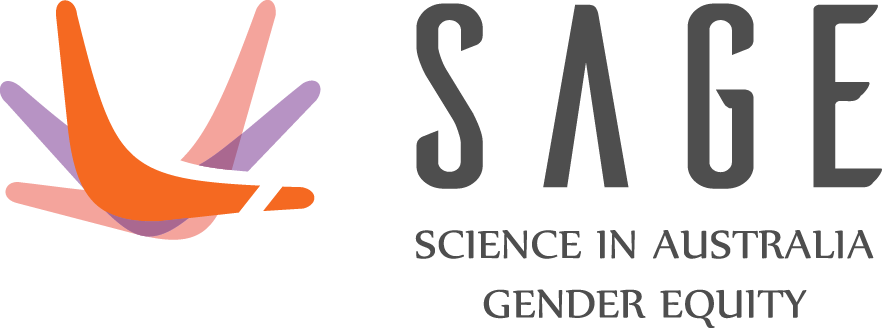 SAGE
SCIENCE IN AUSTRALIA
GENDER EQUITY